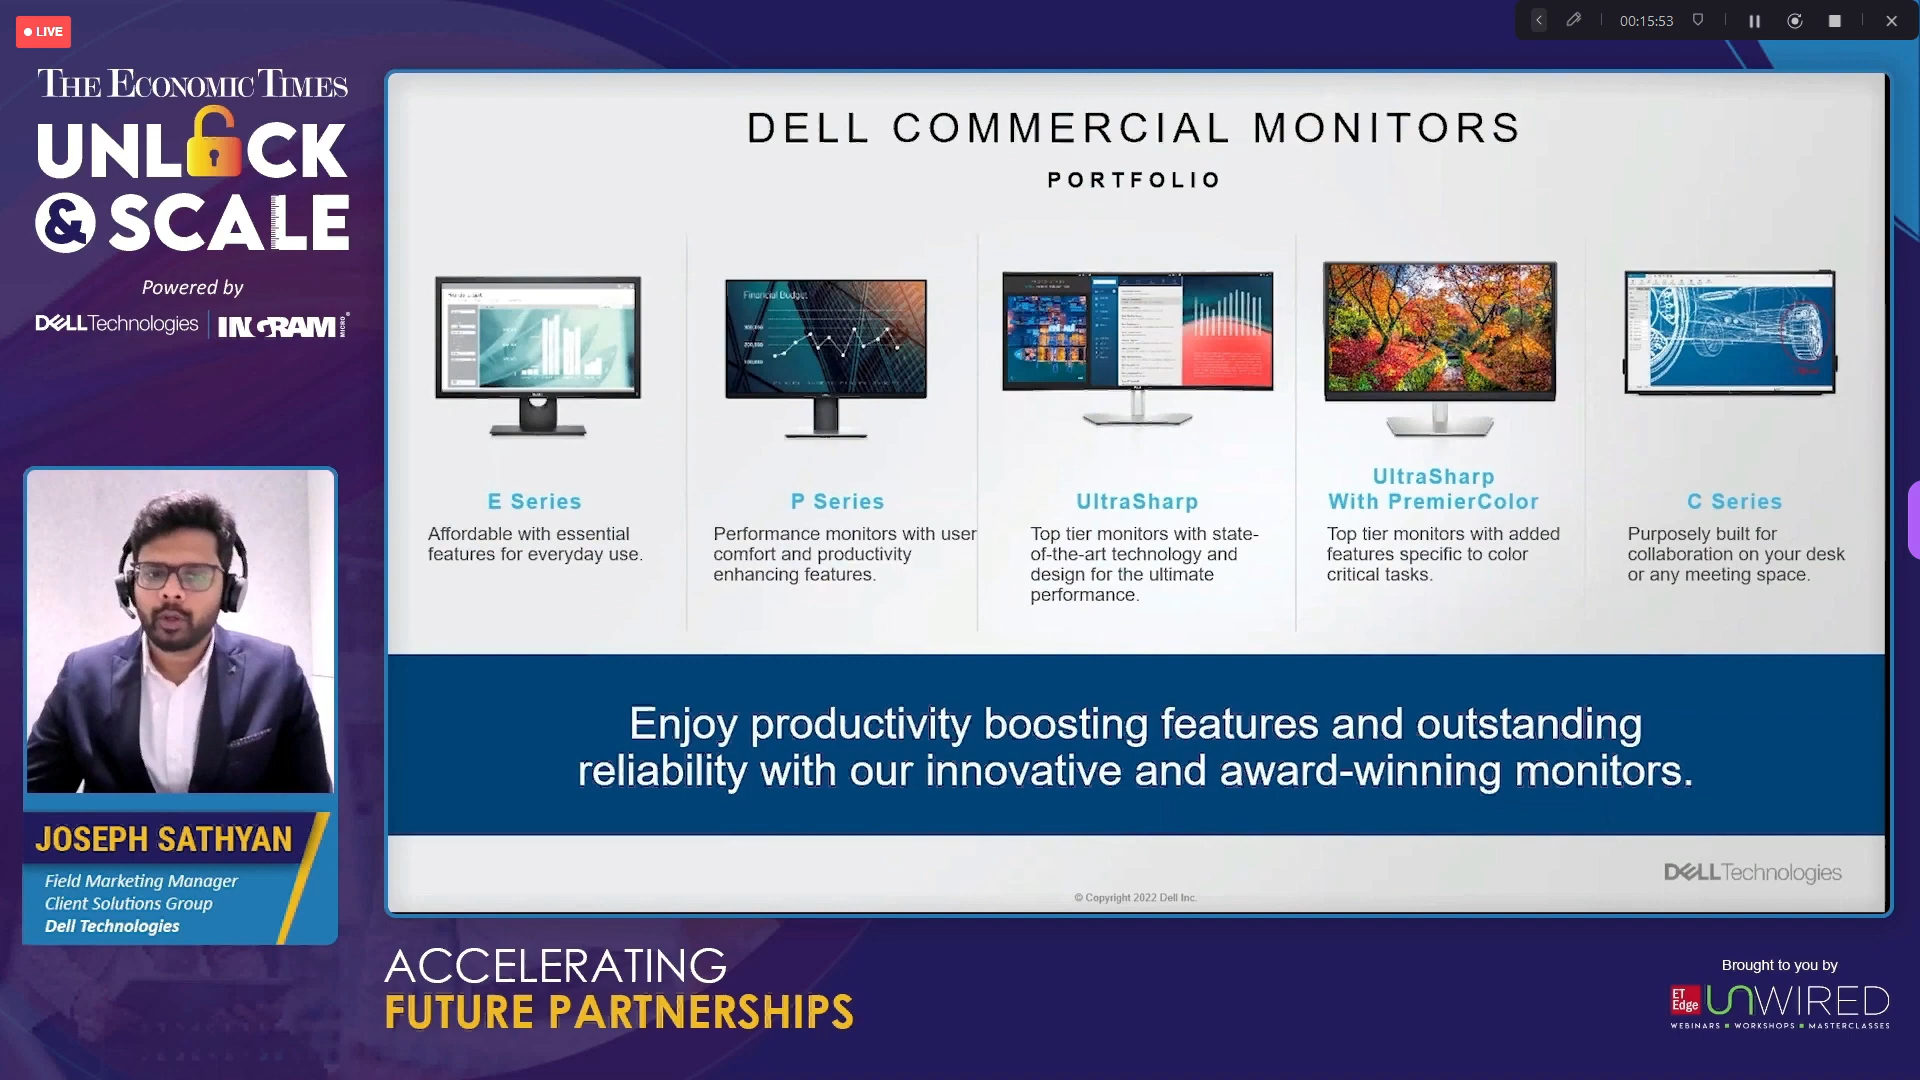 LIVE
00:15:53
THE ECONOMIC TIMES
UNLOCK
& SCALE
Powered by
DELL Technologies | INGRAM MICRO
DELL COMMERCIAL MONITORS
PORTFOLIO
Financial Budget
E Series
Affordable with essential
features for everyday use.
P Series
Performance monitors with user
comfort and productivity
enhancing features.
UltraSharp
Top tier monitors with state-
of-the-art technology and
design for the ultimate
performance.
UltraSharp
With PremierColor
Top tier monitors with added
features specific to color
critical tasks.
C Series
Purposely built for
collaboration on your desk
or any meeting space.
Enjoy productivity boosting features and outstanding
reliability with our innovative and award-winning monitors.
DELL Technologies
© Copyright 2022 Dell Inc.
JOSEPH SATHYAN
Field Marketing Manager
Client Solutions Group
Dell Technologies
ACCELERATING
FUTURE PARTNERSHIPS
Brought to you by
ET Edge UNWIRED
WEBINARS ▪ WORKSHOPS ▪ MASTERCLASSES